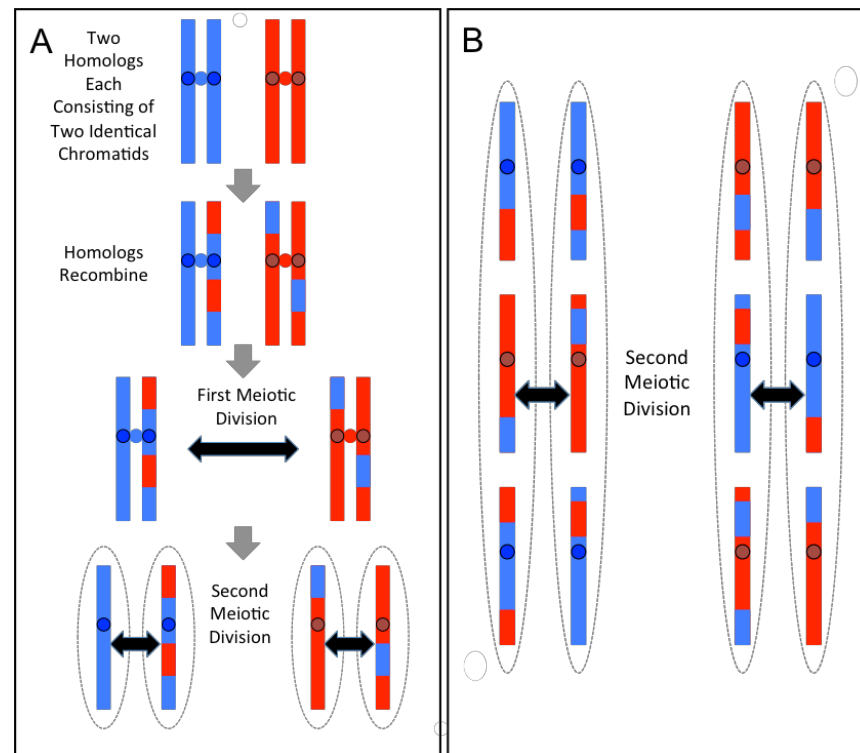 A
Two
Homologs
Each
Consisting of
Two Identical
Chromatids
Homologs
Recombine
First Meiotic
Division
Second
Meiotic
Division
B
Second
Meiotic
Division